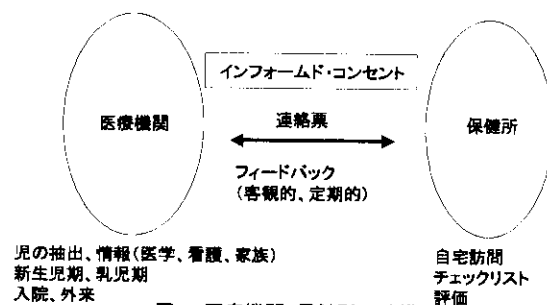 インフォームド・コンセント
医療機関
連絡票
保健所
フィードバック
(客観的、定期的)
児の抽出、情報(医学、看護、家族)
新生児期、乳児期
入院、外来
自宅訪問
チェックリスト
評価